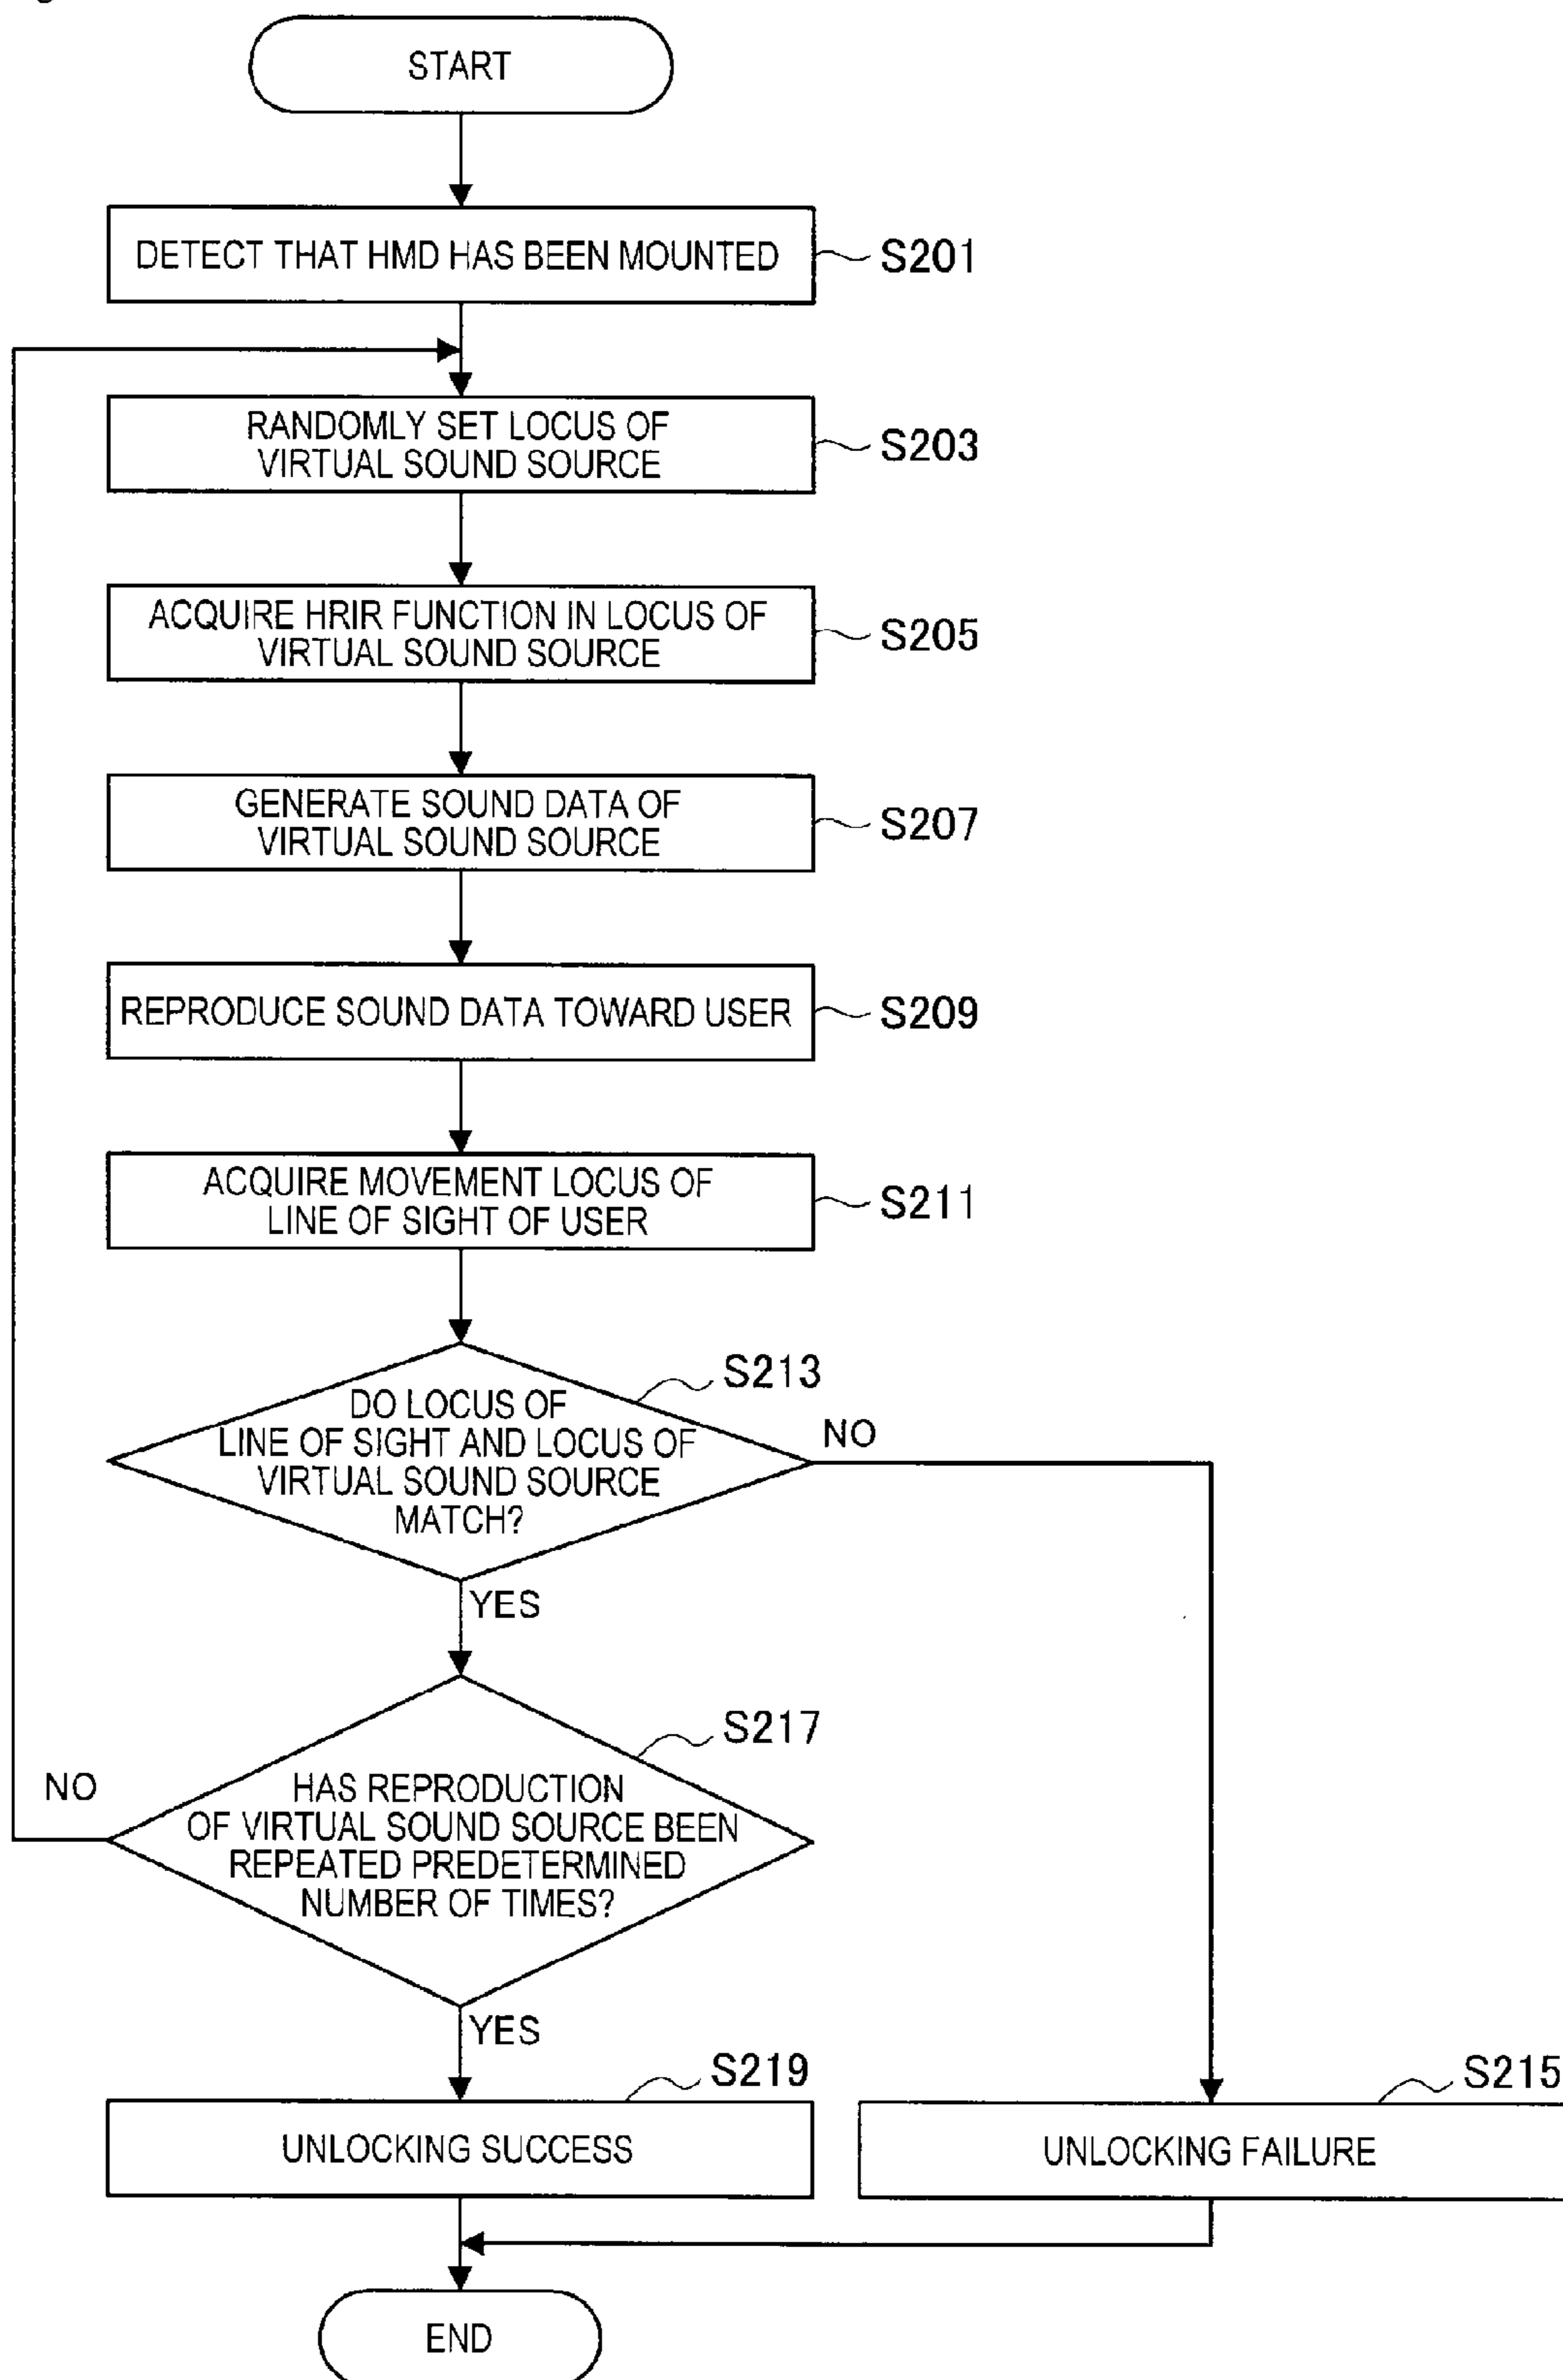 START
DETECT THAT HMD HAS BEEN MOUNTED
S201
RANDOMLY SET LOCUS OF
VIRTUAL SOUND SOURCE
S203
ACQUIRE HRIR FUNCTION IN LOCUS OF
VIRTUAL SOUND SOURCE
S205
GENERATE SOUND DATA OF
VIRTUAL SOUND SOURCE
S207
REPRODUCE SOUND DATA TOWARD USER
S209
ACQUIRE MOVEMENT LOCUS OF
LINE OF SIGHT OF USER
S211
S213
DO LOCUS OF
LINE OF SIGHT AND LOCUS OF
VIRTUAL SOUND SOURCE
MATCH?
NO
YES
S217
HAS REPRODUCTION
OF VIRTUAL SOUND SOURCE BEEN
REPEATED PREDETERMINED
NUMBER OF TIMES?
NO
YES
S219
UNLOCKING SUCCESS
S215
UNLOCKING FAILURE
END